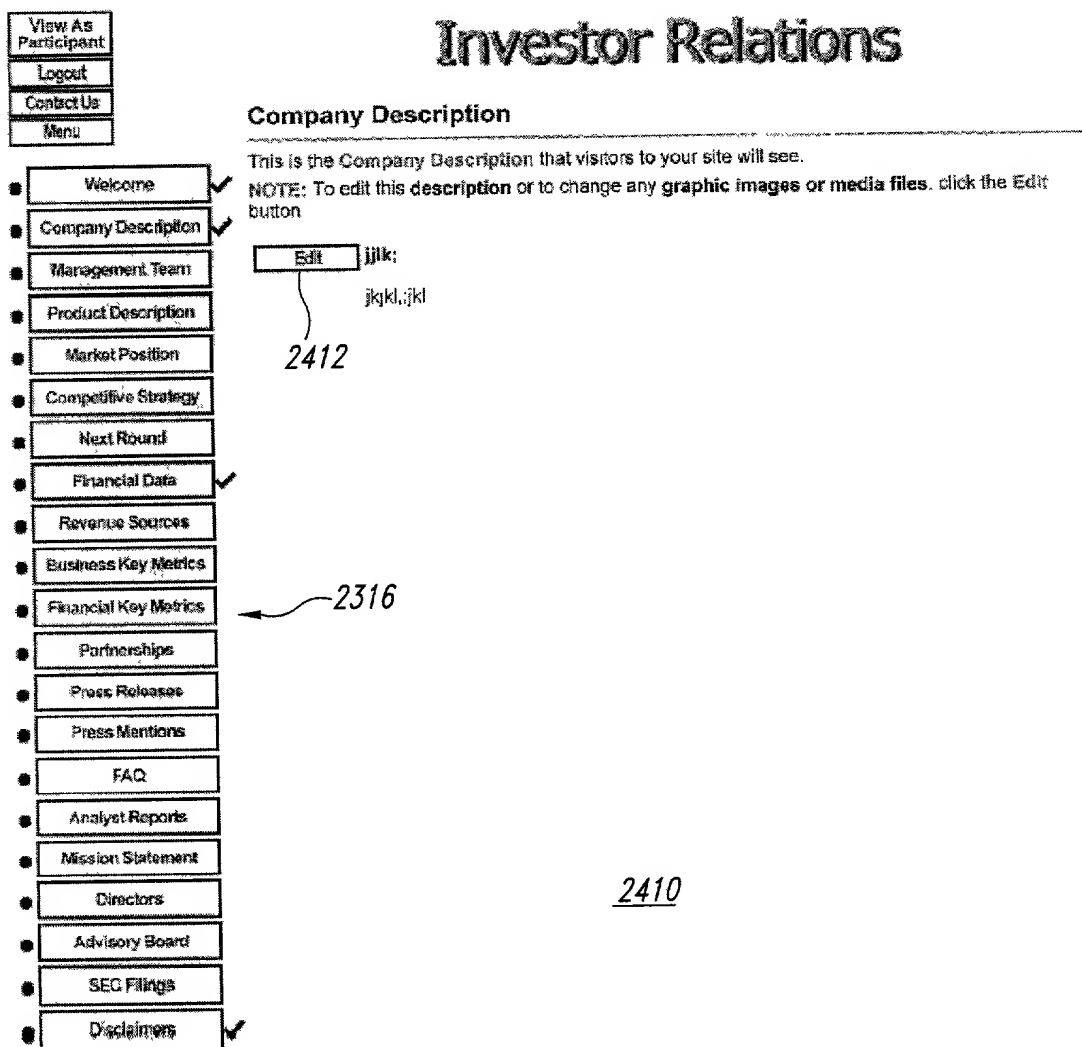 View As
Participant
Logout
Contact Us
Menu
Investor Relations
Company Description
This is the Company Description that visitors to your site will see.
NOTE: To edit this description or to change any graphic images or media files, click the Edit
button
Welcome
Company Description
Management Team
Product Description
Market Position
Competitive Strategy
Next Round
Financial Data
Revenue Sources
Business Key Metrics
Financial Key Metrics
Partnerships
Press Releases
Press Mentions
FAQ
Analyst Reports
Mission Statement
Directors
Advisory Board
SEC Filings
Disclaimers
Edit jjlk;
jkjkl,;jkl
2412
2316
2410